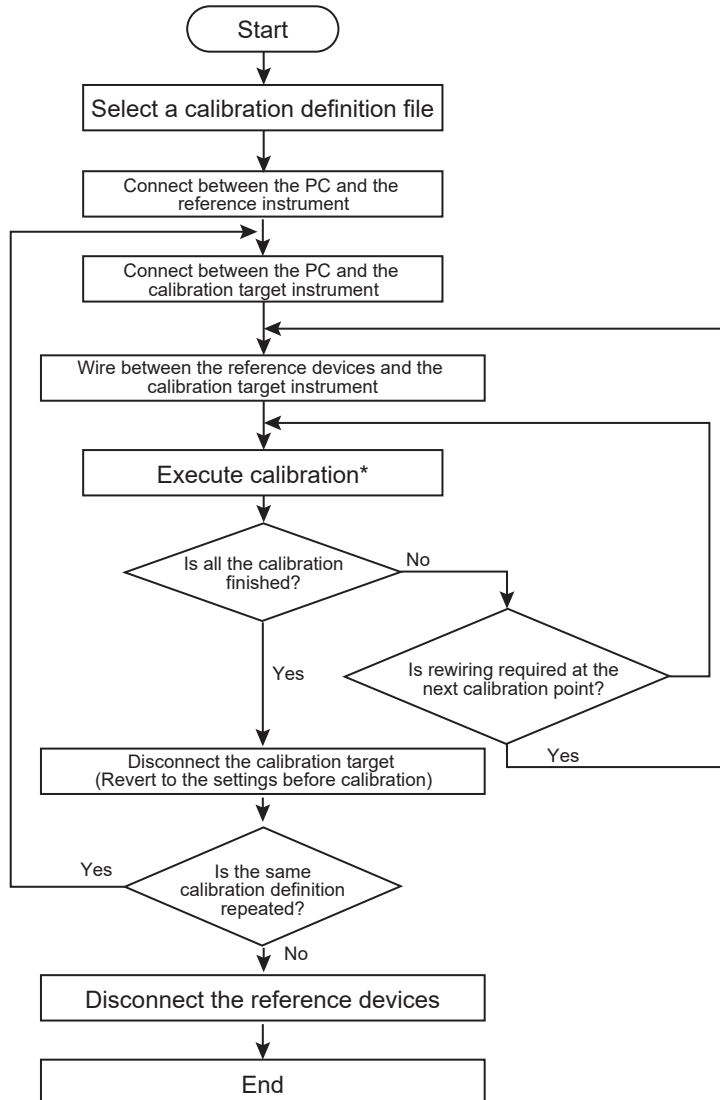 Start
Select a calibration definition file
Connect between the PC and the
reference instrument
Connect between the PC and the
calibration target instrument
Wire between the reference devices and the
calibration target instrument
Execute calibration*
Is all the calibration
finished?
No
Yes
Is rewiring required at the
next calibration point?
Yes
Disconnect the calibration target
(Revert to the settings before calibration)
Yes
Is the same
calibration definition
repeated?
No
Disconnect the reference devices
End